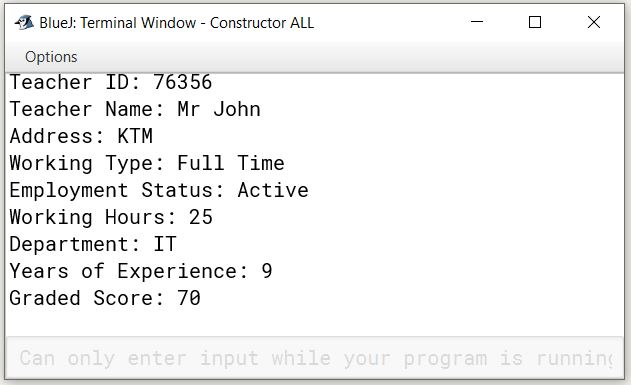 BlueJ: Terminal Window - Constructor ALL
Options
Teacher ID: 76356
Teacher Name: Mr John
Address: KTM
Working Type: Full Time
Employment Status: Active
Working Hours: 25
Department: IT
Years of Experience: 9
Graded Score: 70
Can only enter input while your program is running